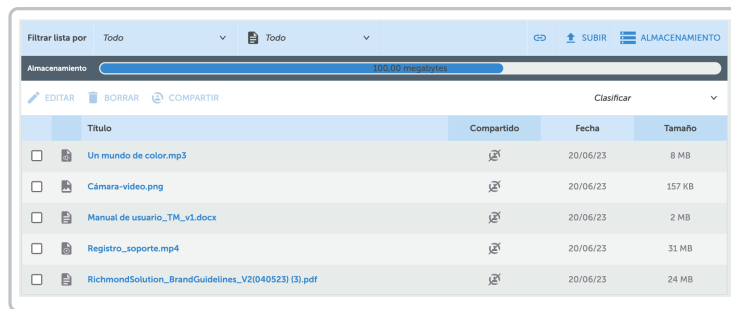 Filtrar lista por Todo Todo SUBIR ALMACENAMIENTO
Almacenamiento 100,00 megabytes
EDITAR BORRAR COMPARTIR Clasificar
Título Compartido Fecha Tamaño
Un mundo de color.mp3 20/06/23 8 MB
Cámara-video.png 20/06/23 157 KB
Manual de usuario_TM_v1.docx 20/06/23 2 MB
Registro_soporte.mp4 20/06/23 31 MB
RichmondSolution_BrandGuidelines_V2(040523) (3).pdf 20/06/23 24 MB